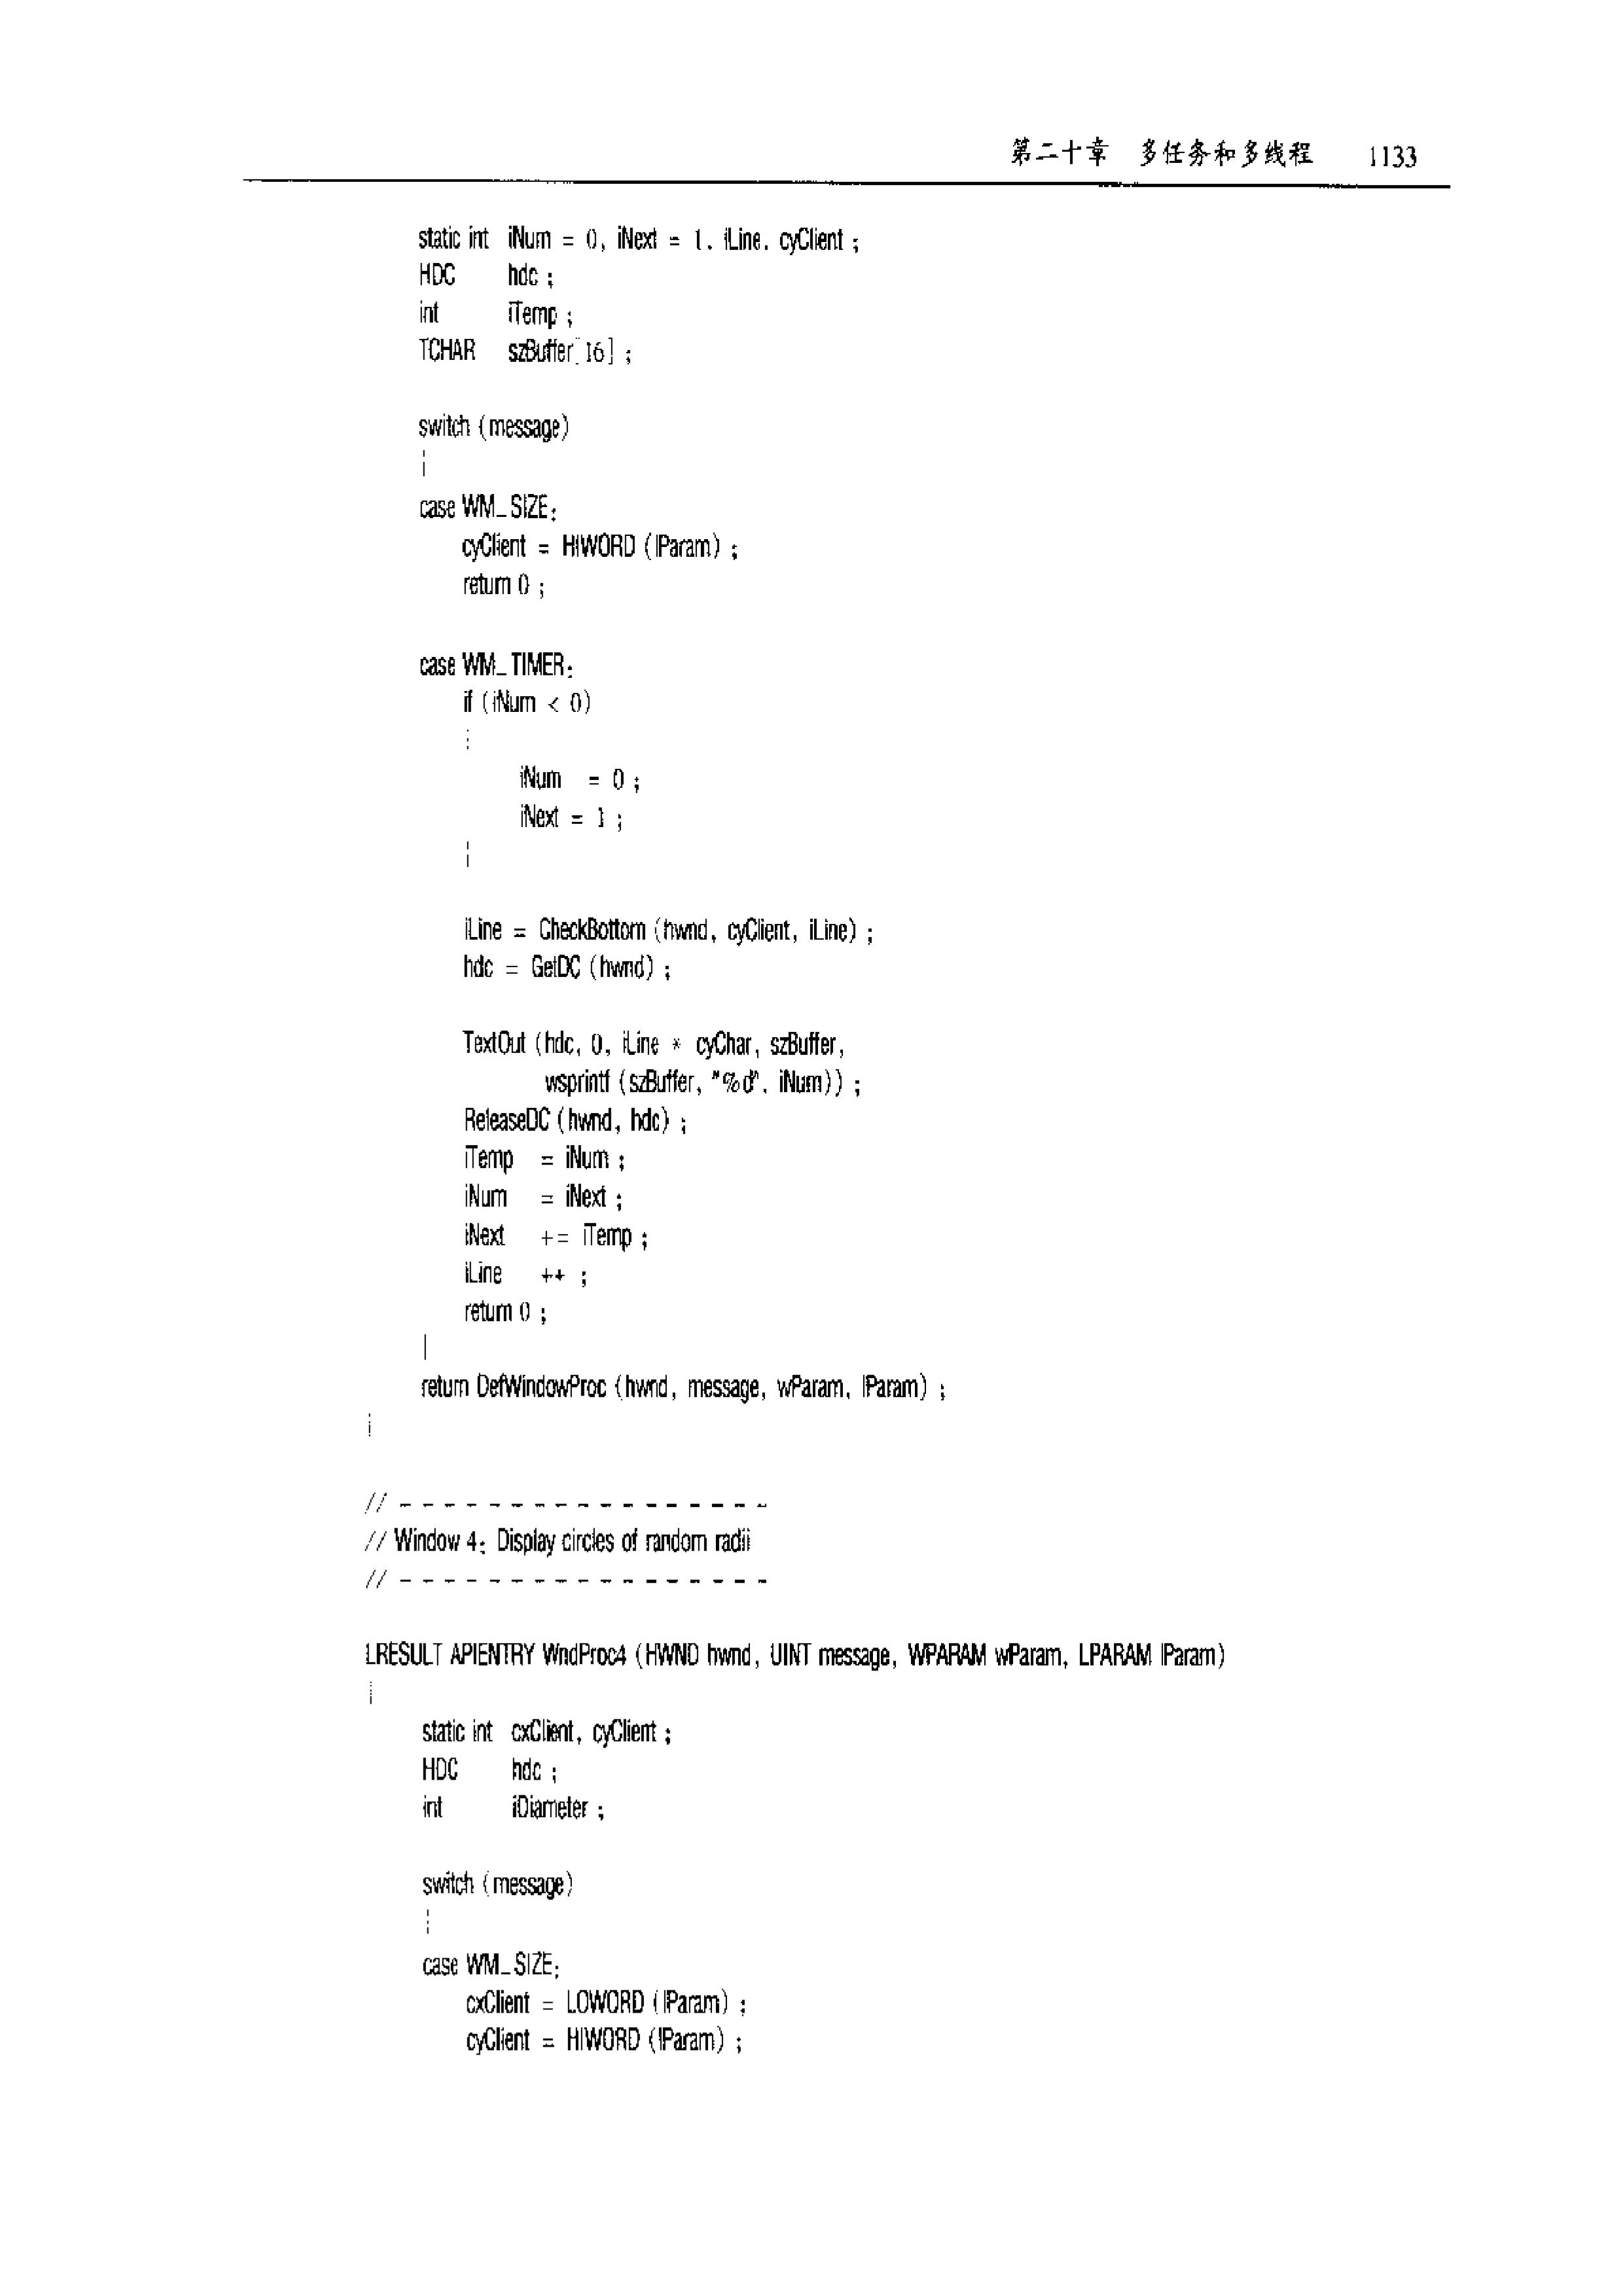 第二十章 多任务和多线程 1133
static int iNum = 0, iNext = 1, iLine, cyClient ;
HDC hdc ;
int iTemp ;
TCHAR szBuffer[16] ;
switch (message)
{
case WM_SIZE:
cyClient = HIWORD (lParam) ;
return 0 ;
case WM_TIMER:
if (iNum < 0)
{
iNum = 0 ;
iNext = 1 ;
}
iLine = CheckBottom (hwnd, cyClient, iLine) ;
hdc = GetDC (hwnd) ;
TextOut (hdc, 0, iLine * cyChar, szBuffer,
wsprintf (szBuffer, "%d", iNum)) ;
ReleaseDC (hwnd, hdc) ;
iTemp = iNum ;
iNum = iNext ;
iNext += iTemp ;
iLine ++ ;
return 0 ;
}
return DefWindowProc (hwnd, message, wParam, lParam) ;
}
// - - - - - - - - - - - - - - - - -
// Window 4: Display circles of random radii
// - - - - - - - - - - - - - - - - -
LRESULT APIENTRY WndProc4 (HWND hwnd, UINT message, WPARAM wParam, LPARAM lParam)
{
static int cxClient, cyClient ;
HDC hdc ;
int iDiameter ;
switch (message)
{
case WM_SIZE:
cxClient = LOWORD (lParam) ;
cyClient = HIWORD (lParam) ;